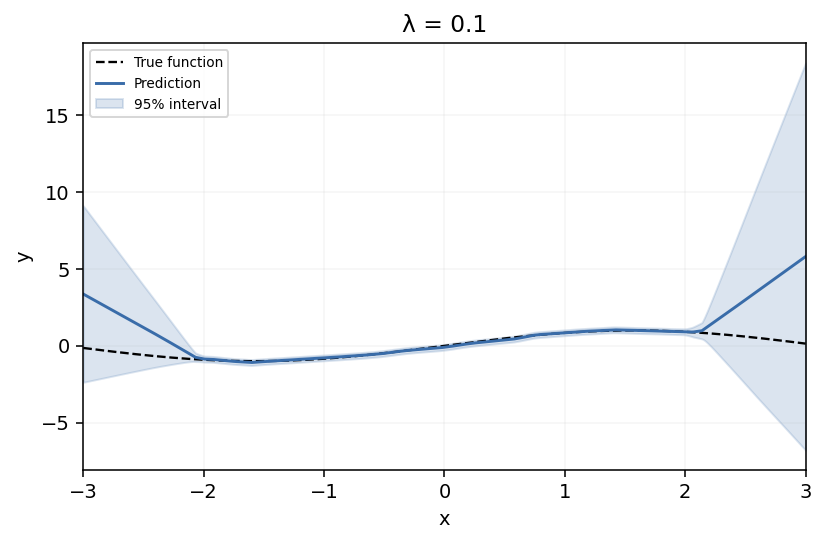 λ = 0.1
True function
Prediction
95% interval
15
10
5
0
−5
y
−3
−2
−1
0
1
2
3
x